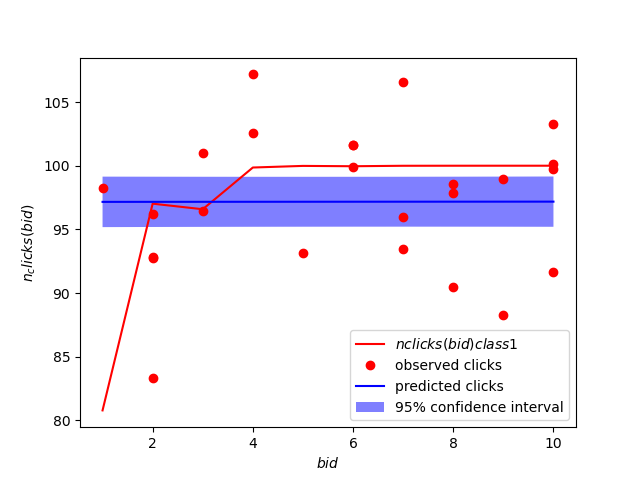 105
100
95
90
85
80
n_clicks(bid)
2
4
6
8
10
bid
nclicks(bid)class1
observed clicks
predicted clicks
95% confidence interval